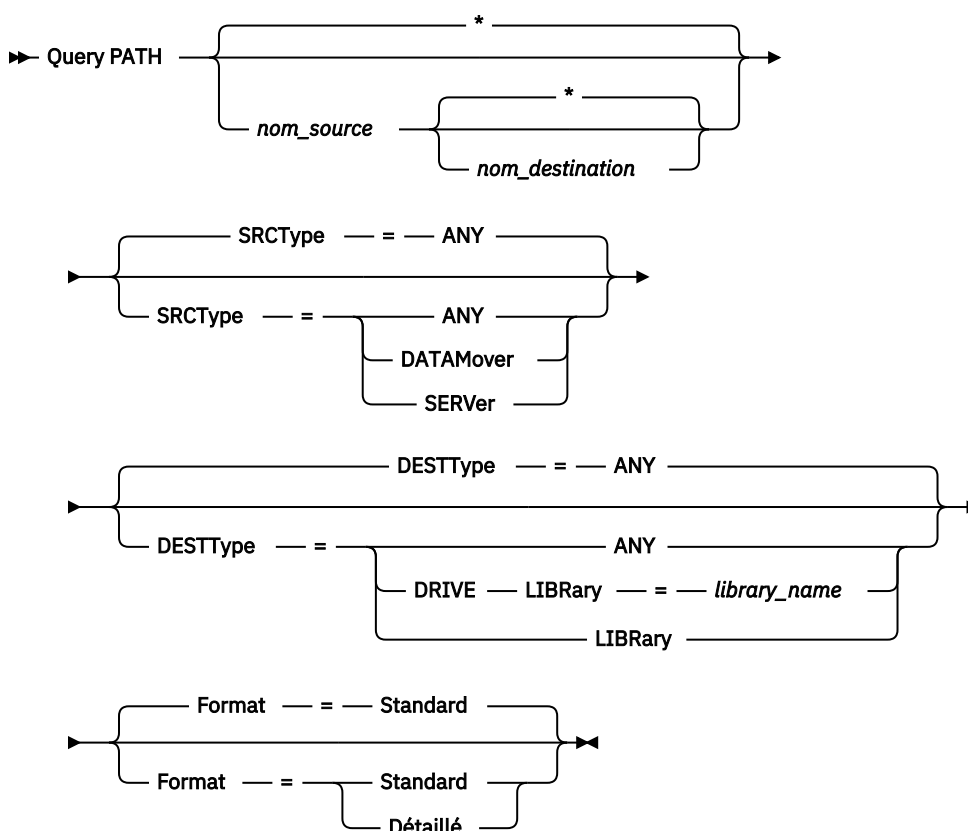 *
Query PATH
*
nom_source
nom_destination
SRCType = ANY
SRCType = ANY
DATAMover
SERVer
DESTType = ANY
DESTType = ANY
DRIVE LIBRary = library_name
LIBRary
Format = Standard
Format = Standard
Détaillé